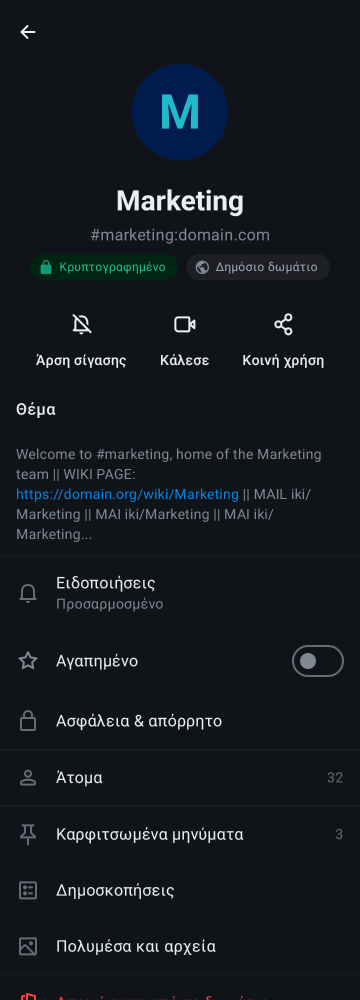 M
Marketing
#marketing:domain.com
Κρυπτογραφημένο
Δημόσιο δωμάτιο
Άρση σίγασης
Κάλεσε
Κοινή χρήση
Θέμα
Welcome to #marketing, home of the Marketing
team || WIKI PAGE:
https://domain.org/wiki/Marketing || MAIL iki/
Marketing || MAI iki/Marketing || MAI iki/
Marketing...
Ειδοποιήσεις
Προσαρμοσμένο
Αγαπημένο
Ασφάλεια & απόρρητο
Άτομα 32
Καρφιτσωμένα μηνύματα 3
Δημοσκοπήσεις
Πολυμέσα και αρχεία